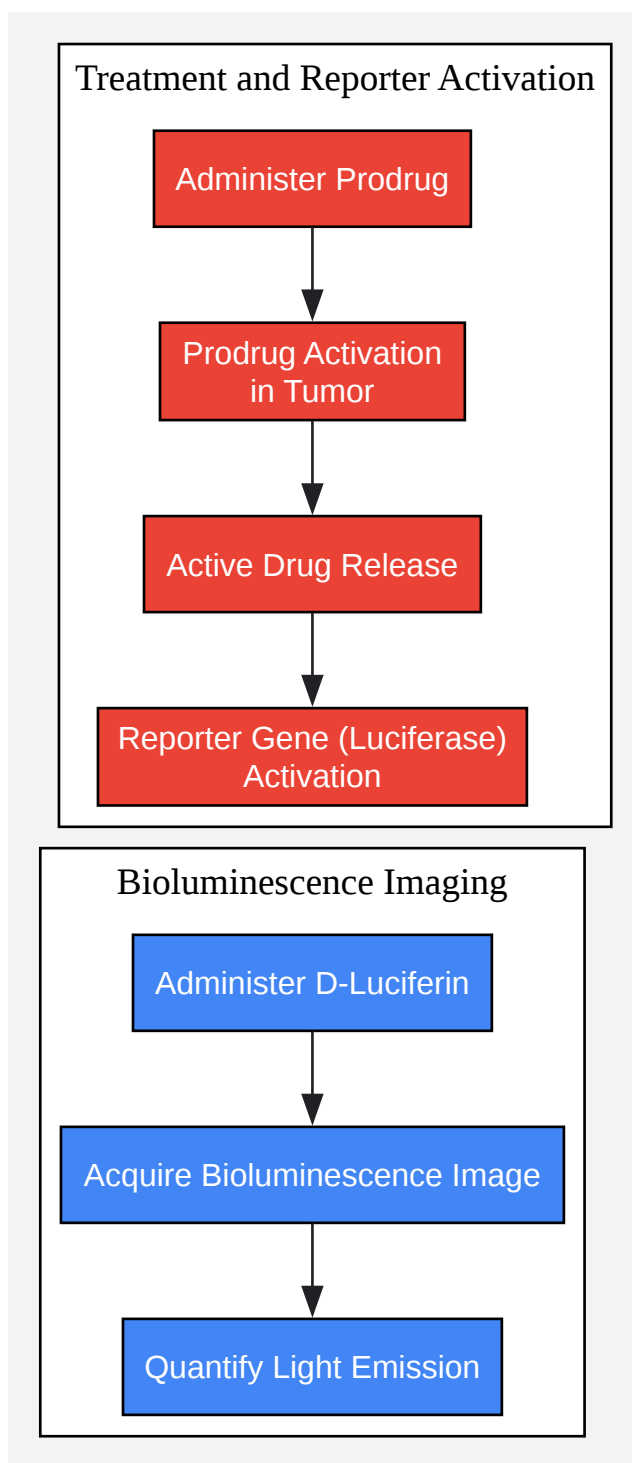 Treatment and Reporter Activation
Administer Prodrug
Prodrug Activation
in Tumor
Active Drug Release
Reporter Gene (Luciferase)
Activation
Bioluminescence Imaging
Administer D-Luciferin
Acquire Bioluminescence Image
Quantify Light Emission